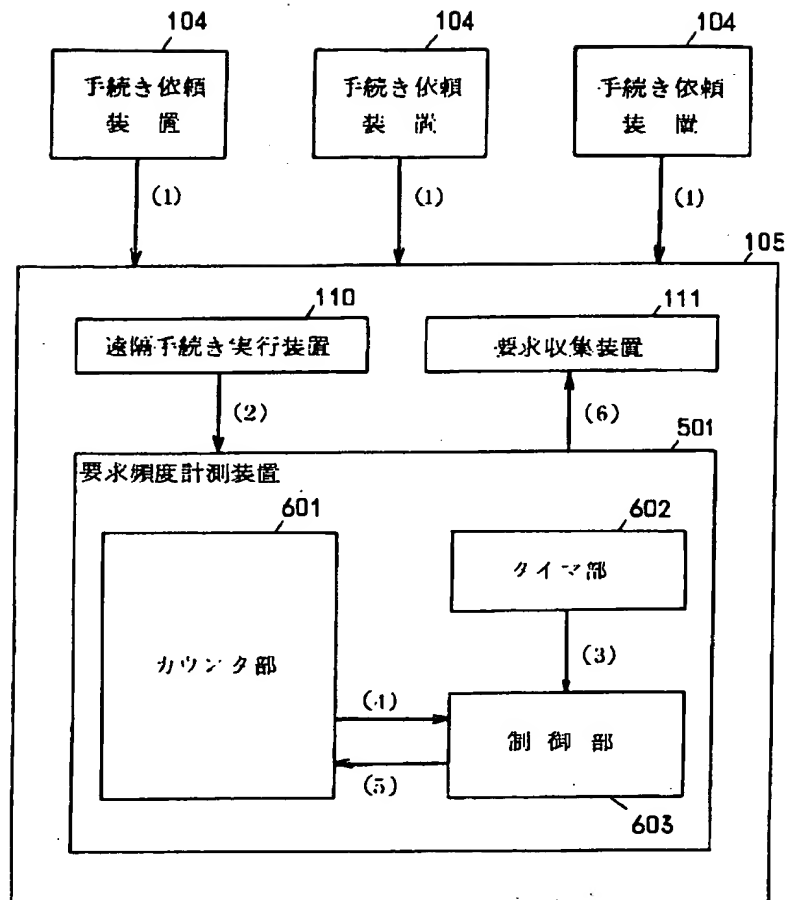 104
104
104
手続き依頼
装 置
手続き依頼
装 置
手続き依頼
装 置
(1)
(1)
(1)
105
110
111
遠隔手続き実行装置
要求収集装置
(2)
(6)
501
要求頻度計測装置
601
602
タイマ部
カウンタ部
(3)
(4)
制 御 部
(5)
603